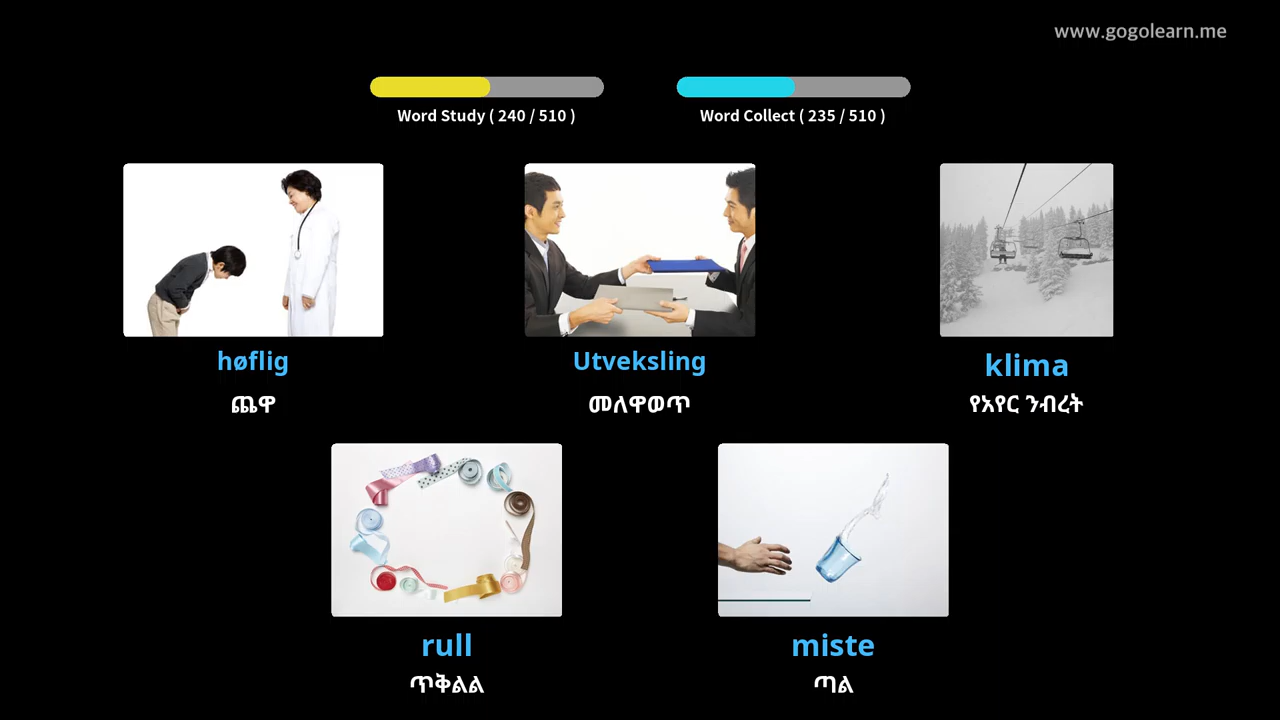 www.gogolearn.me
Word Study ( 240 / 510 )
Word Collect ( 235 / 510 )
høflig
ጨዋ
Utveksling
መለዋወጥ
klima
የአየር ንብረት
rull
ጥቅልል
miste
ጣል